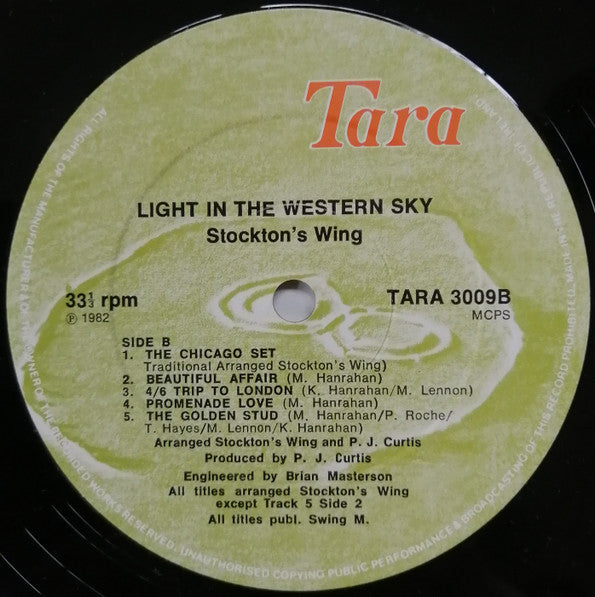 Tara
LIGHT IN THE WESTERN SKY
Stockton's Wing
33⅓ rpm
Ⓟ 1982
TARA 3009B
MCPS
SIDE B
1. THE CHICAGO SET
Traditional Arranged Stockton's Wing)
2. BEAUTIFUL AFFAIR (M. Hanrahan)
3. 4/6 TRIP TO LONDON (K. Hanrahan/M. Lennon)
4. PROMENADE LOVE (M. Hanrahan)
5. THE GOLDEN STUD (M. Hanrahan/P. Roche/
T. Hayes/M. Lennon/K. Hanrahan)
Arranged Stockton's Wing and P. J. Curtis
Produced by P. J. Curtis
Engineered by Brian Masterson
All titles arranged Stockton's Wing
except Track 5 Side 2
All titles publ. Swing M.
ALL RIGHTS OF THE MANUFACTURER & OF THE OWNER OF THE RECORDED WORKS RESERVED. UNAUTHORISED COPYING PUBLIC PERFORMANCE & BROADCASTING OF THIS RECORD PROHIBITED. MADE IN THE REPUBLIC OF IRELAND